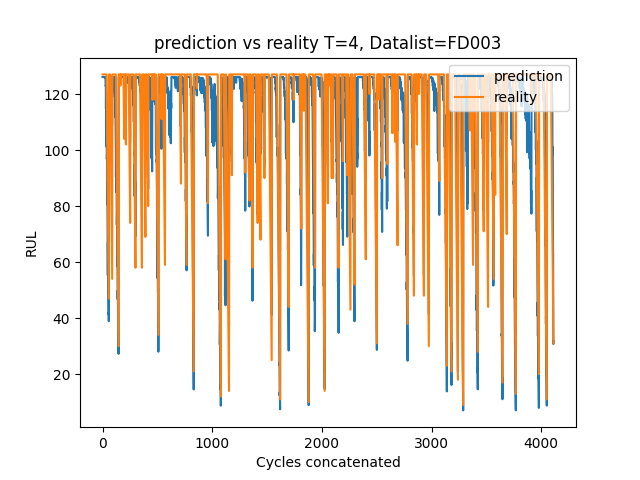 prediction vs reality T=4, Datalist=FD003
prediction
reality
RUL
120
100
80
60
40
20
0
1000
2000
3000
4000
Cycles concatenated